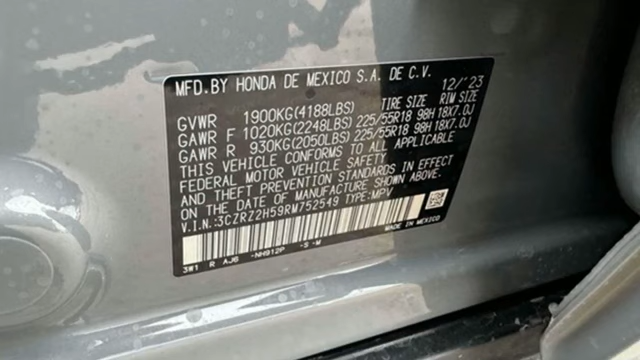 MFD.BY HONDA DE MEXICO S.A. DE C.V. 12/'23
TIRE SIZE RIM SIZE
GVWR 1900KG(4188LBS)
GAWR F 1020KG(2248LBS) 225/55R18 98H 18X7.0J
GAWR R 930KG(2050LBS) 225/55R18 98H 18X7.0J
THIS VEHICLE CONFORMS TO ALL APPLICABLE
FEDERAL MOTOR VEHICLE SAFETY
AND THEFT PREVENTION STANDARDS IN EFFECT
ON THE DATE OF MANUFACTURE SHOWN ABOVE.
V.I.N.:3CZRZ2H59RM752549 TYPE:MPV
MADE IN MEXICO
3W1 R AJ6 -NH912P -S -M